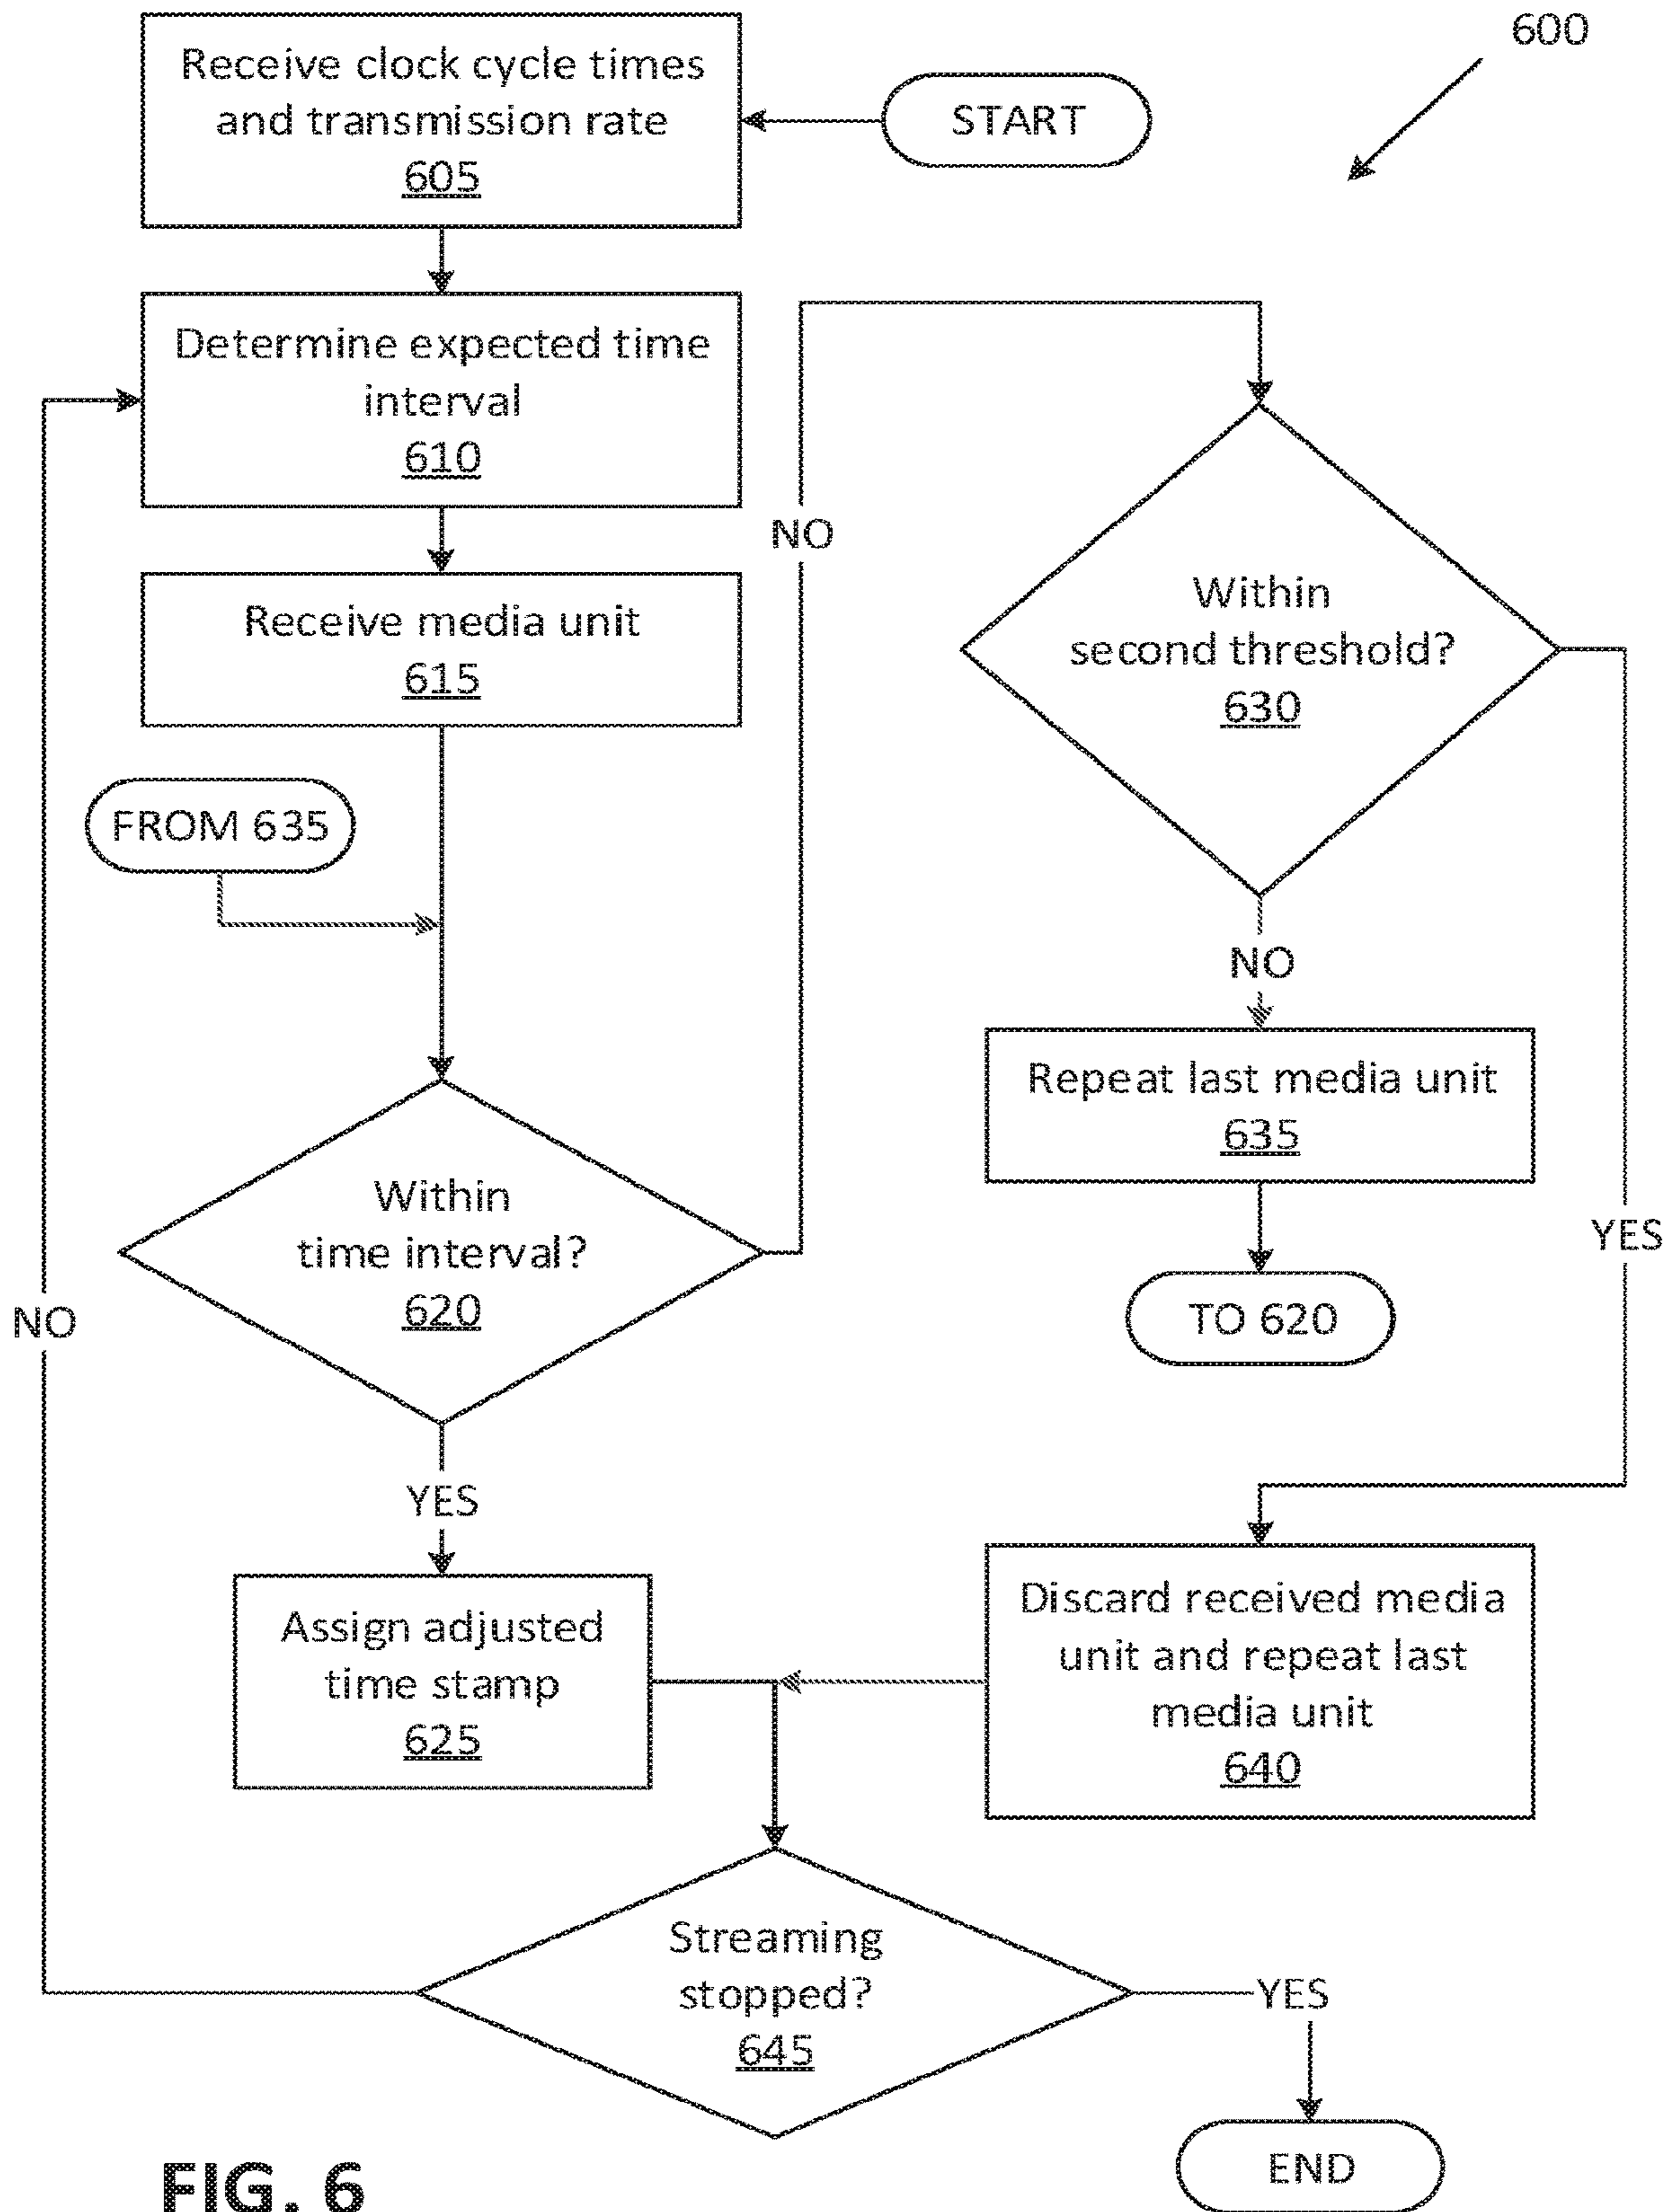 600
START
Receive clock cycle times
and transmission rate
605
Determine expected time
interval
610
Receive media unit
615
FROM 635
Within
time interval?
620
NO
YES
Assign adjusted
time stamp
625
Within
second threshold?
630
NO
Repeat last media unit
635
TO 620
YES
Discard received media
unit and repeat last
media unit
640
Streaming
stopped?
645
NO
YES
END
FIG. 6